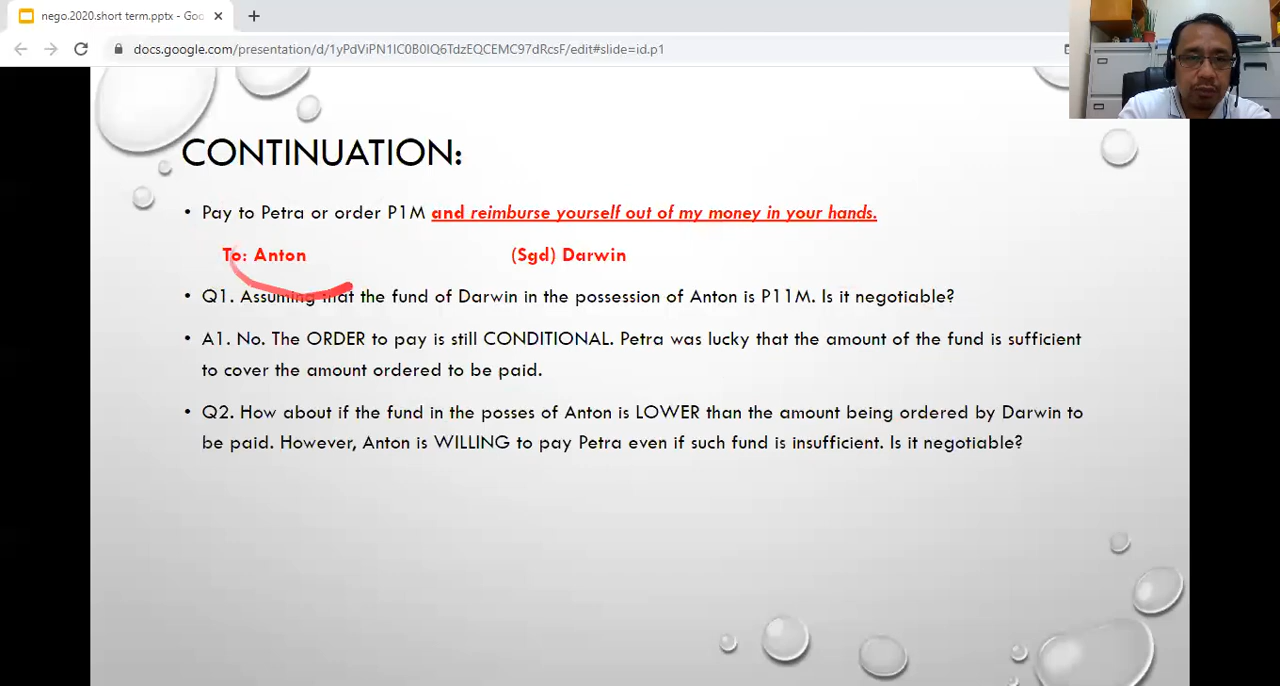 nego.2020.short term.pptx - Goo
docs.google.com/presentation/d/1yPdViPN1IC0B0IQ6TdzEQCEMC97dRcsF/edit#slide=id.p1
CONTINUATION:
• Pay to Petra or order P1M and reimburse yourself out of my money in your hands.
To: Anton (Sgd) Darwin
• Q1. Assuming that the fund of Darwin in the possession of Anton is P11M. Is it negotiable?
• A1. No. The ORDER to pay is still CONDITIONAL. Petra was lucky that the amount of the fund is sufficient
to cover the amount ordered to be paid.
• Q2. How about if the fund in the posses of Anton is LOWER than the amount being ordered by Darwin to
be paid. However, Anton is WILLING to pay Petra even if such fund is insufficient. Is it negotiable?